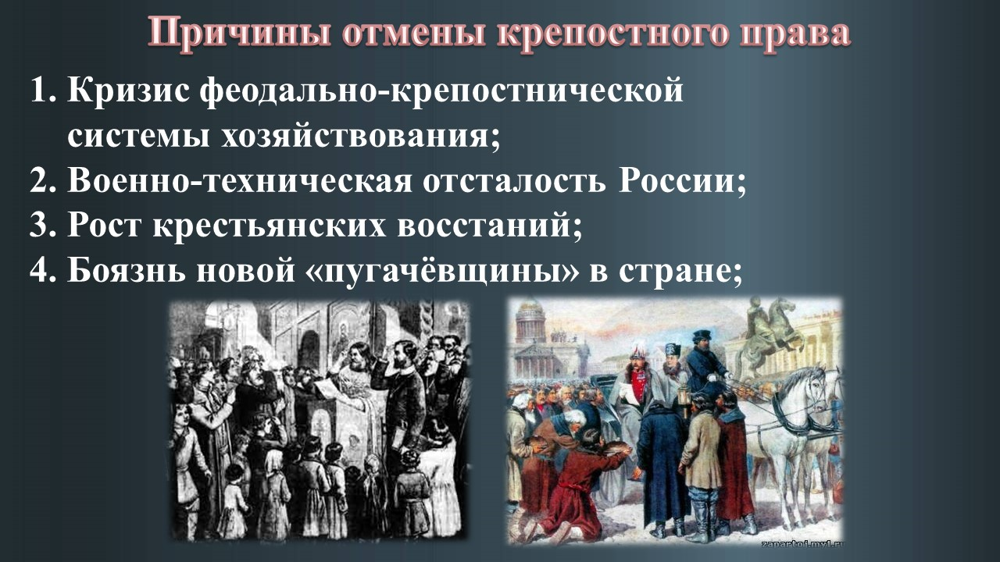 Причины отмены крепостного права
1. Кризис феодально-крепостнической
системы хозяйствования;
2. Военно-техническая отсталость России;
3. Рост крестьянских восстаний;
4. Боязнь новой «пугачёвщины» в стране;
zapartoj.my1.ru